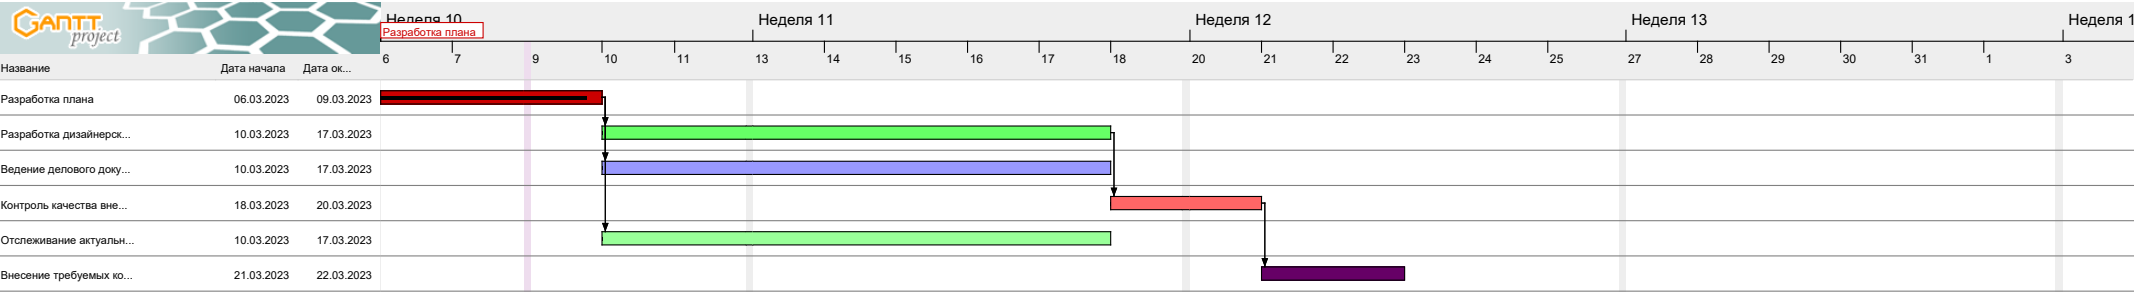 GANTT
project
Неделя 10
Неделя 11
Неделя 12
Неделя 13
Неделя 1
Разработка плана
6 7 9 10 11 13 14 15 16 17 18 20 21 22 23 24 25 27 28 29 30 31 1 3
Название Дата начала Дата ок...
Разработка плана 06.03.2023 09.03.2023
Разработка дизайнерск... 10.03.2023 17.03.2023
Ведение делового доку... 10.03.2023 17.03.2023
Контроль качества вне... 18.03.2023 20.03.2023
Отслеживание актуальн... 10.03.2023 17.03.2023
Внесение требуемых ко... 21.03.2023 22.03.2023